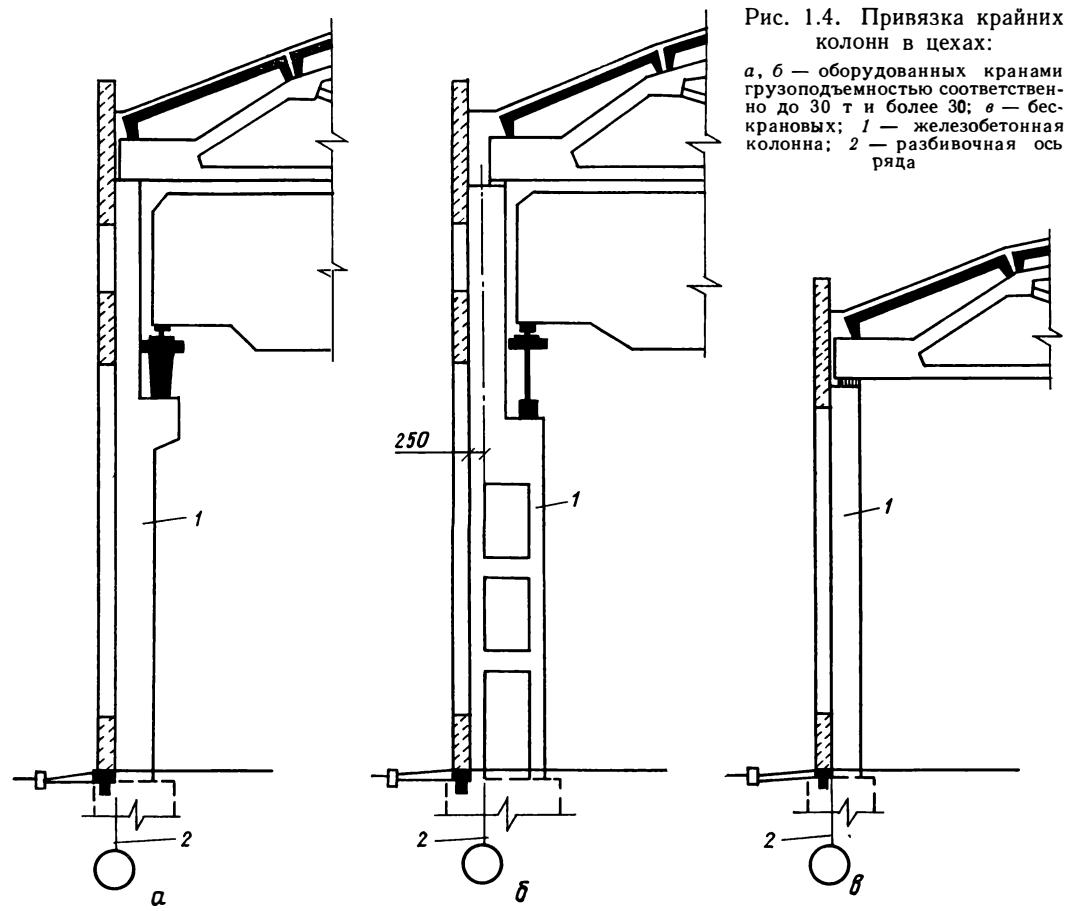 Рис. 1.4. Привязка крайних
колонн в цехах:
а, б — оборудованных кранами
грузоподъемностью соответствен-
но до 30 т и более 30; в — бес-
крановых; 1 — железобетонная
колонна; 2 — разбивочная ось
ряда
250
1
1
1
2
2
2
а
б
в